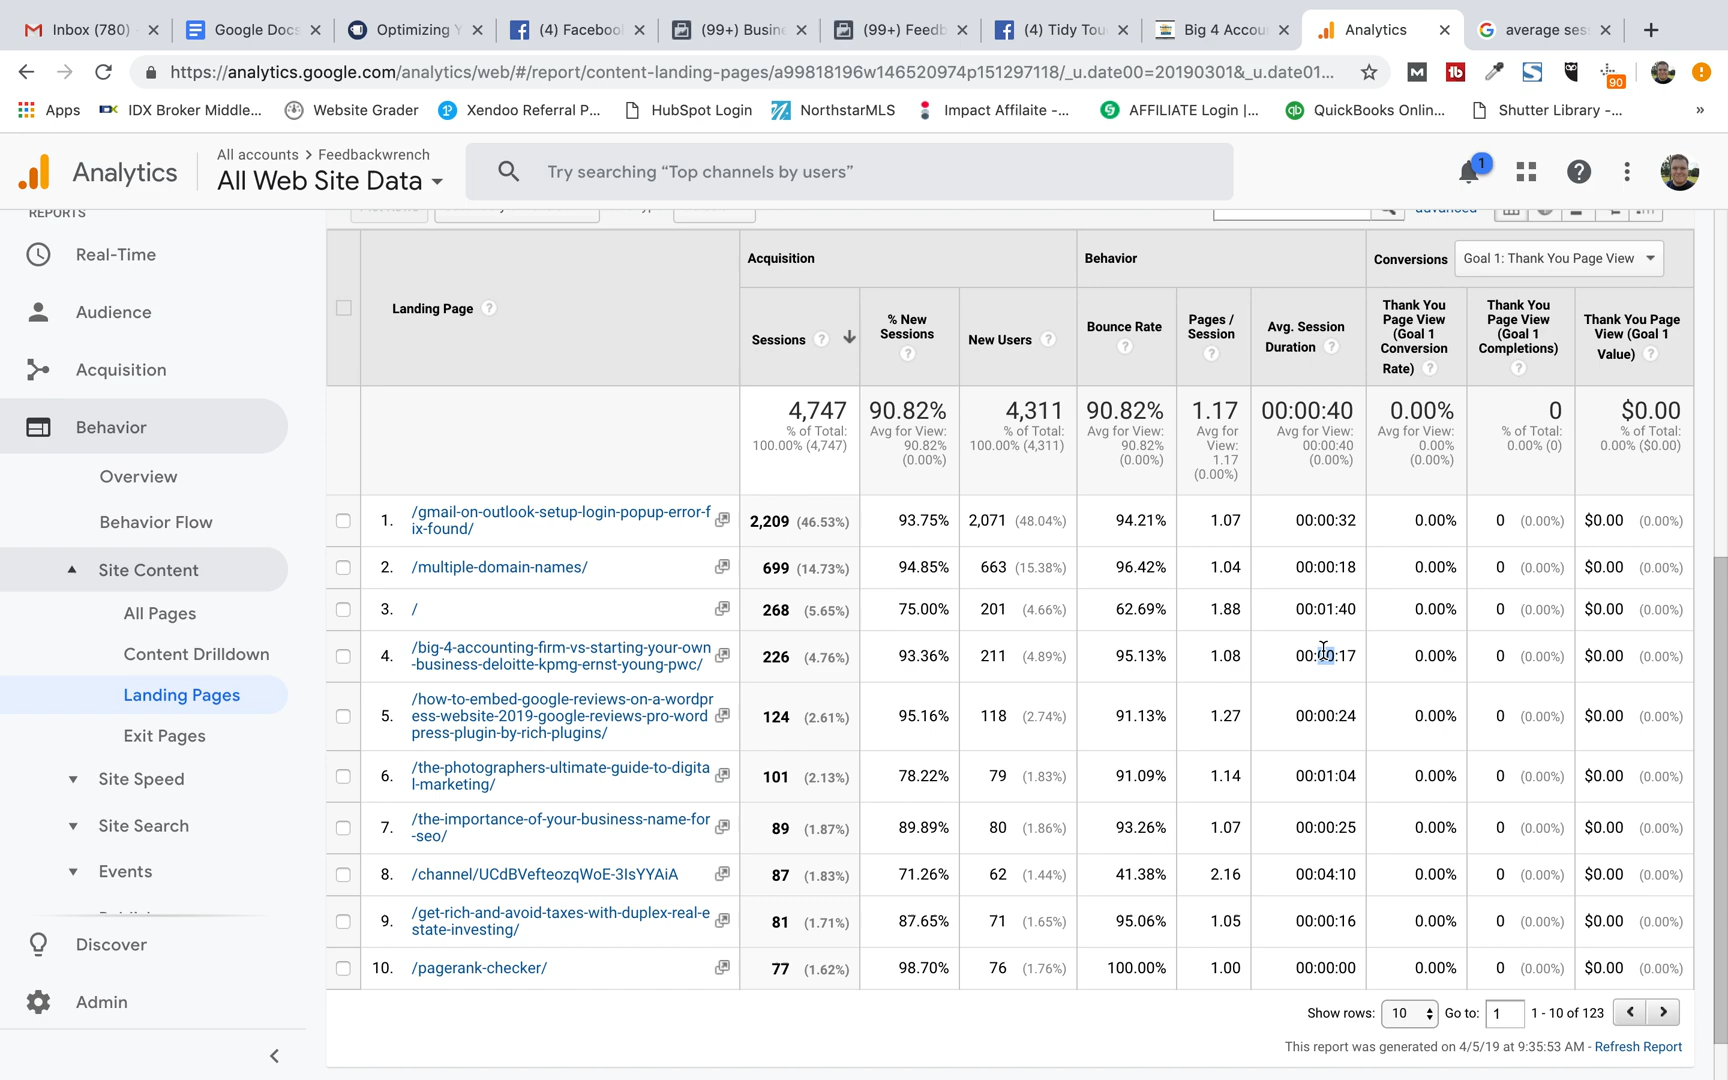 Inbox (780)
Google Docs
Optimizing Y
(4) Faceboo
(99+) Busine
(99+) Feedb
(4) Tidy Tou
Big 4 Accou
Analytics
average ses
https://analytics.google.com/analytics/web/#/report/content-landing-pages/a99818196w146520974p151297118/_u.date00=20190301&_u.date01...
90
Apps
IDX Broker Middle...
Website Grader
Xendoo Referral P...
HubSpot Login
NorthstarMLS
Impact Affilaite -...
AFFILIATE Login |...
QuickBooks Onlin...
Shutter Library -...
»
Analytics
All accounts > Feedbackwrench
All Web Site Data
Try searching “Top channels by users”
1
REPORTS
Real-Time
Audience
Acquisition
Behavior
Overview
Behavior Flow
Site Content
All Pages
Content Drilldown
Landing Pages
Exit Pages
Site Speed
Site Search
Events
Discover
Admin
advanced
Landing Page
Acquisition
Behavior
Conversions
Goal 1: Thank You Page View
Sessions
% New Sessions
New Users
Bounce Rate
Pages / Session
Avg. Session Duration
Thank You Page View (Goal 1 Conversion Rate)
Thank You Page View (Goal 1 Completions)
Thank You Page View (Goal 1 Value)
4,747 % of Total: 100.00% (4,747)
90.82% Avg for View: 90.82% (0.00%)
4,311 % of Total: 100.00% (4,311)
90.82% Avg for View: 90.82% (0.00%)
1.17 Avg for View: 1.17 (0.00%)
00:00:40 Avg for View: 00:00:40 (0.00%)
0.00% Avg for View: 0.00% (0.00%)
0 % of Total: 0.00% (0)
$0.00 % of Total: 0.00% ($0.00)
1. /gmail-on-outlook-setup-login-popup-error-f
ix-found/
2,209 (46.53%) 93.75% 2,071 (48.04%) 94.21% 1.07 00:00:32 0.00% 0 (0.00%) $0.00 (0.00%)
2. /multiple-domain-names/ 699 (14.73%) 94.85% 663 (15.38%) 96.42% 1.04 00:00:18 0.00% 0 (0.00%) $0.00 (0.00%)
3. / 268 (5.65%) 75.00% 201 (4.66%) 62.69% 1.88 00:01:40 0.00% 0 (0.00%) $0.00 (0.00%)
4. /big-4-accounting-firm-vs-starting-your-own
-business-deloitte-kpmg-ernst-young-pwc/
226 (4.76%) 93.36% 211 (4.89%) 95.13% 1.08 00:00:17 0.00% 0 (0.00%) $0.00 (0.00%)
5. /how-to-embed-google-reviews-on-a-wordpr
ess-website-2019-google-reviews-pro-word
press-plugin-by-rich-plugins/
124 (2.61%) 95.16% 118 (2.74%) 91.13% 1.27 00:00:24 0.00% 0 (0.00%) $0.00 (0.00%)
6. /the-photographers-ultimate-guide-to-digita
l-marketing/
101 (2.13%) 78.22% 79 (1.83%) 91.09% 1.14 00:01:04 0.00% 0 (0.00%) $0.00 (0.00%)
7. /the-importance-of-your-business-name-for
-seo/
89 (1.87%) 89.89% 80 (1.86%) 93.26% 1.07 00:00:25 0.00% 0 (0.00%) $0.00 (0.00%)
8. /channel/UCdBVefteozqWoE-3IsYYAiA 87 (1.83%) 71.26% 62 (1.44%) 41.38% 2.16 00:04:10 0.00% 0 (0.00%) $0.00 (0.00%)
9. /get-rich-and-avoid-taxes-with-duplex-real-e
state-investing/
81 (1.71%) 87.65% 71 (1.65%) 95.06% 1.05 00:00:16 0.00% 0 (0.00%) $0.00 (0.00%)
10. /pagerank-checker/ 77 (1.62%) 98.70% 76 (1.76%) 100.00% 1.00 00:00:00 0.00% 0 (0.00%) $0.00 (0.00%)
Show rows: 10 Go to: 1 1 - 10 of 123
This report was generated on 4/5/19 at 9:35:53 AM - Refresh Report